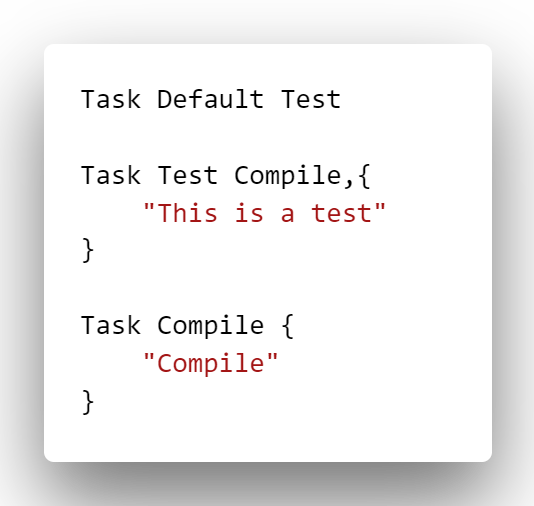 Task Default Test
Task Test Compile,{
"This is a test"
}
Task Compile {
"Compile"
}